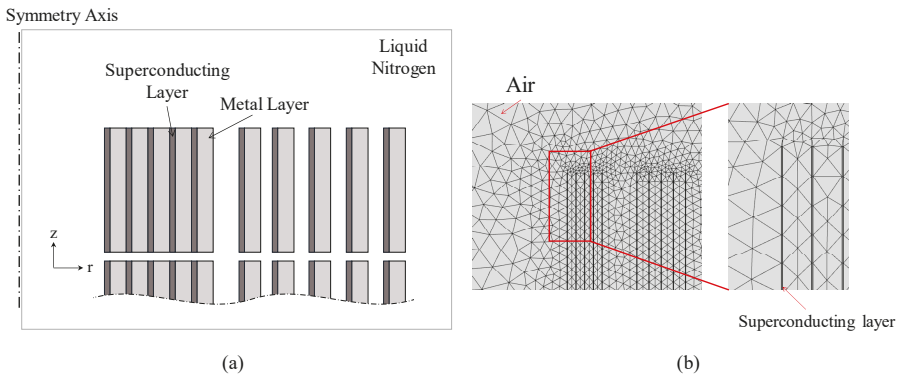 Symmetry Axis
Liquid
Nitrogen
Superconducting
Layer
Metal Layer
z
r
(a)
Air
Superconducting layer
(b)